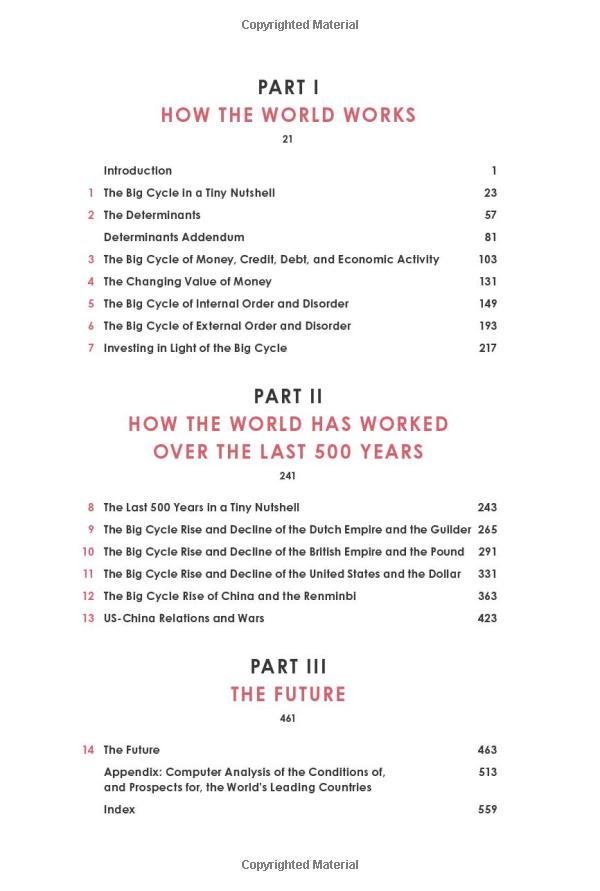 Copyrighted Material
PART I
HOW THE WORLD WORKS
21
Introduction 1
1 The Big Cycle in a Tiny Nutshell 23
2 The Determinants 57
Determinants Addendum 81
3 The Big Cycle of Money, Credit, Debt, and Economic Activity 103
4 The Changing Value of Money 131
5 The Big Cycle of Internal Order and Disorder 149
6 The Big Cycle of External Order and Disorder 193
7 Investing in Light of the Big Cycle 217
PART II
HOW THE WORLD HAS WORKED
OVER THE LAST 500 YEARS
241
8 The Last 500 Years in a Tiny Nutshell 243
9 The Big Cycle Rise and Decline of the Dutch Empire and the Guilder 265
10 The Big Cycle Rise and Decline of the British Empire and the Pound 291
11 The Big Cycle Rise and Decline of the United States and the Dollar 331
12 The Big Cycle Rise of China and the Renminbi 363
13 US-China Relations and Wars 423
PART III
THE FUTURE
461
14 The Future 463
Appendix: Computer Analysis of the Conditions of, 513
and Prospects for, the World's Leading Countries
Index 559
Copyrighted Material